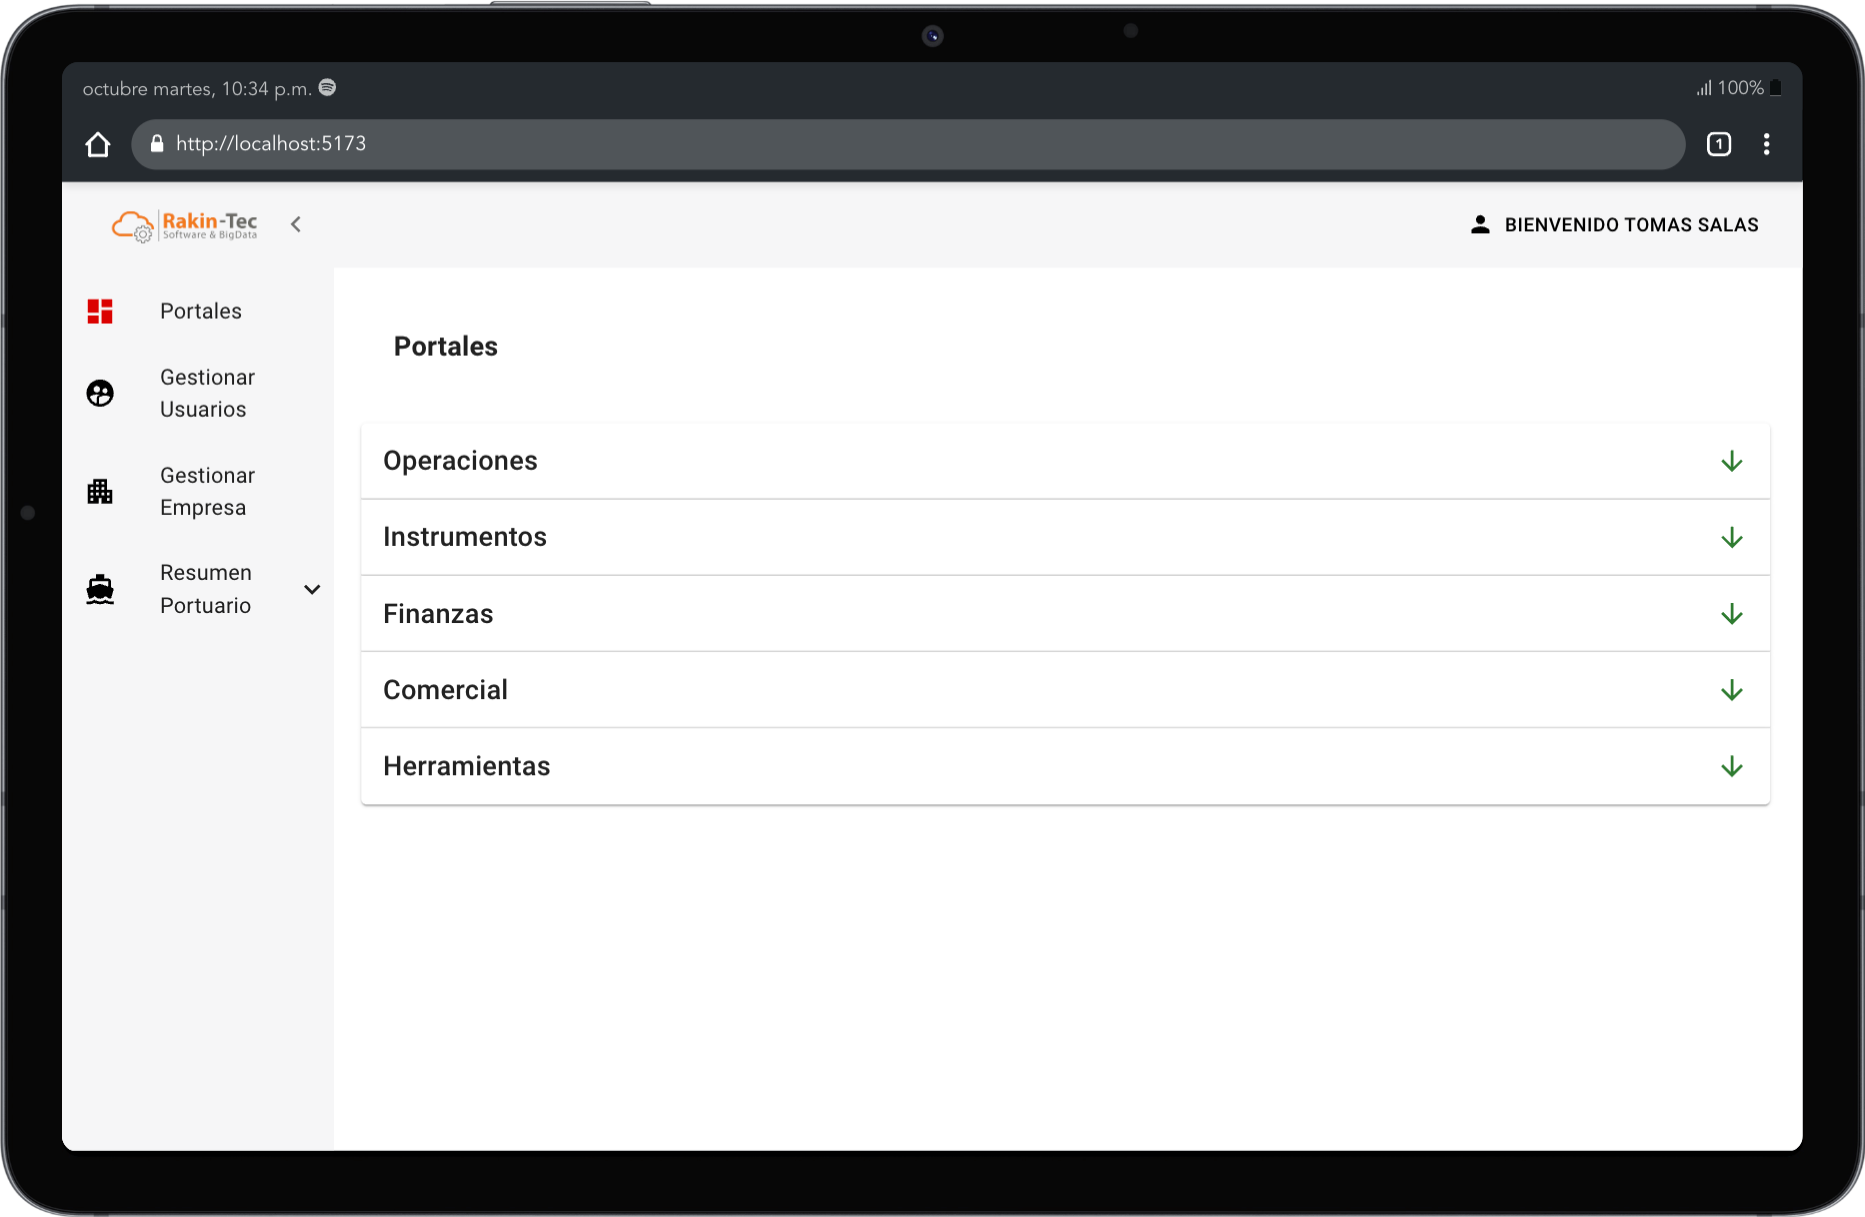 octubre martes, 10:34 p.m.
100%
http://localhost:5173
1
Rakin-Tec
Software & BigData
BIENVENIDO TOMAS SALAS
Portales
Gestionar
Usuarios
Gestionar
Empresa
Resumen
Portuario
Portales
Operaciones
Instrumentos
Finanzas
Comercial
Herramientas